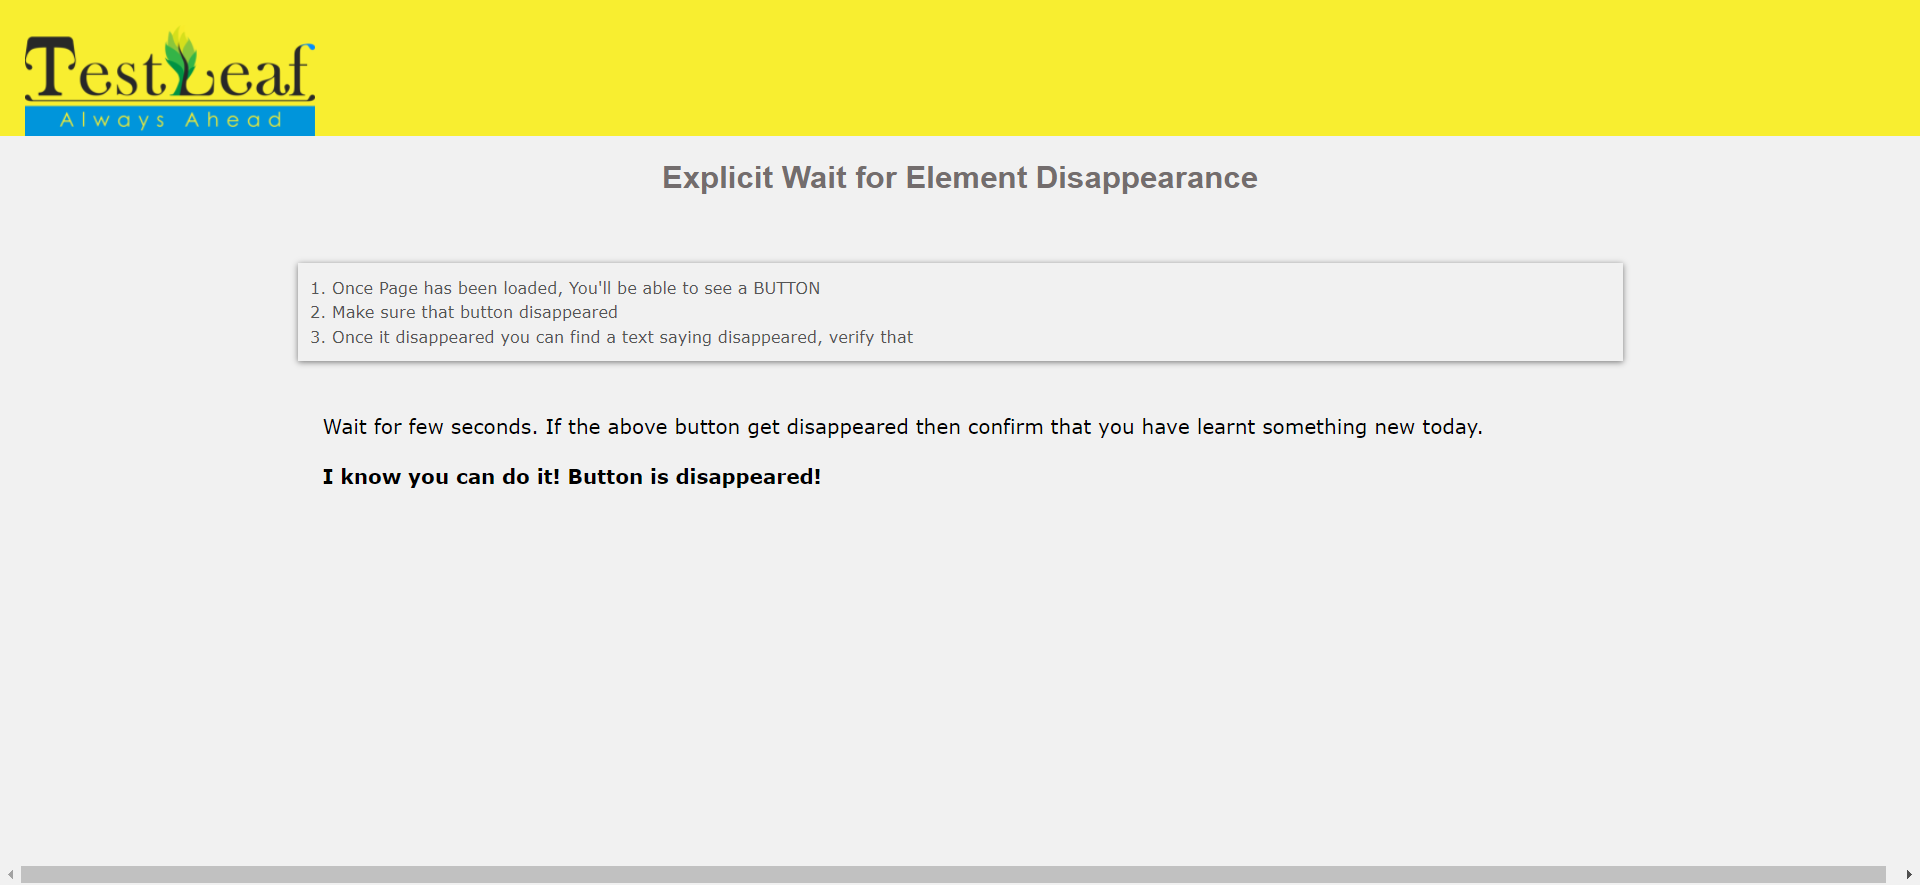 TestLeaf
Always Ahead
Explicit Wait for Element Disappearance
1. Once Page has been loaded, You'll be able to see a BUTTON
2. Make sure that button disappeared
3. Once it disappeared you can find a text saying disappeared, verify that
Wait for few seconds. If the above button get disappeared then confirm that you have learnt something new today.
I know you can do it! Button is disappeared!